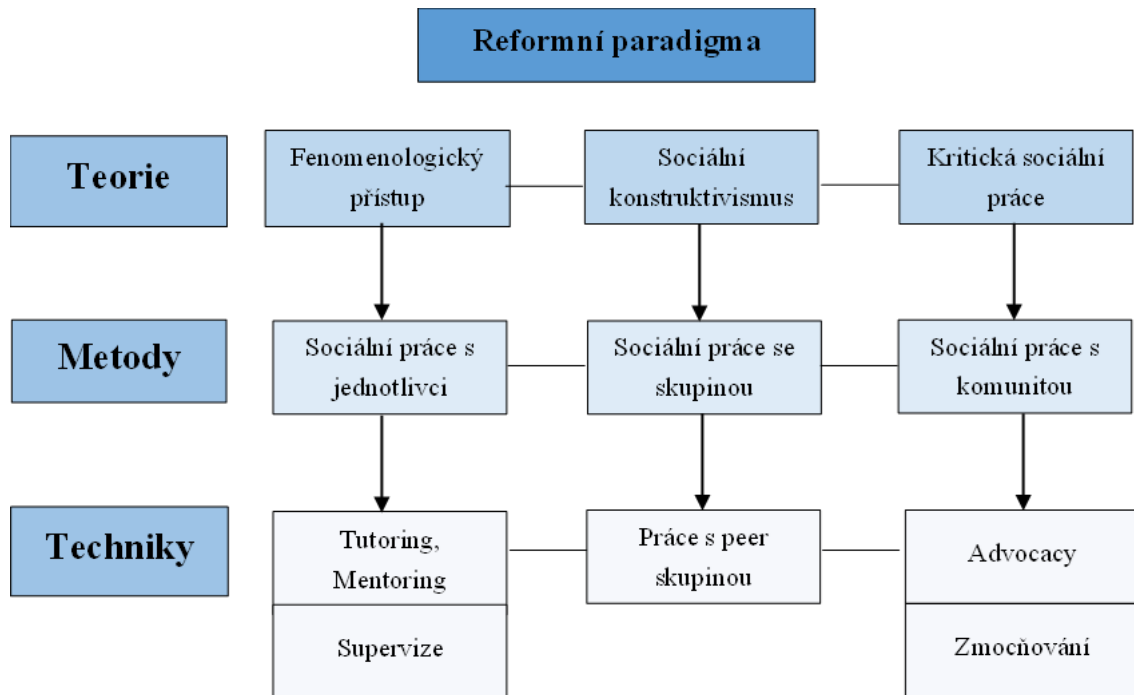 Reformní paradigma
Teorie
Fenomenologický
přístup
Sociální
konstruktivismus
Kritická sociální
práce
Metody
Sociální práce s
jednotlivci
Sociální práce se
skupinou
Sociální práce s
komunitou
Techniky
Tutoring,
Mentoring
Supervize
Práce s peer
skupinou
Advocacy
Zmocňování